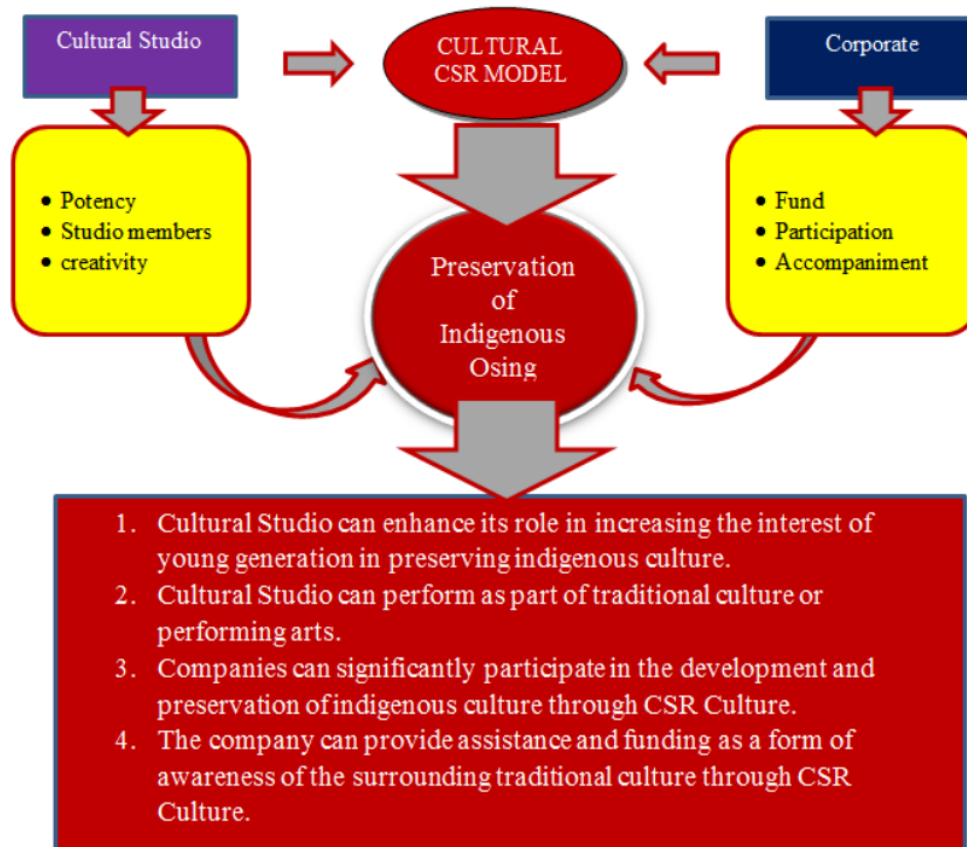 Cultural Studio
CULTURAL
CSR MODEL
Corporate
• Potency
• Studio members
• creativity
• Fund
• Participation
• Accompaniment
Preservation
of
Indigenous
Osing
1. Cultural Studio can enhance its role in increasing the interest of
young generation in preserving indigenous culture.
2. Cultural Studio can perform as part of traditional culture or
performing arts.
3. Companies can significantly participate in the development and
preservation of indigenous culture through CSR Culture.
4. The company can provide assistance and funding as a form of
awareness of the surrounding traditional culture through CSR
Culture.